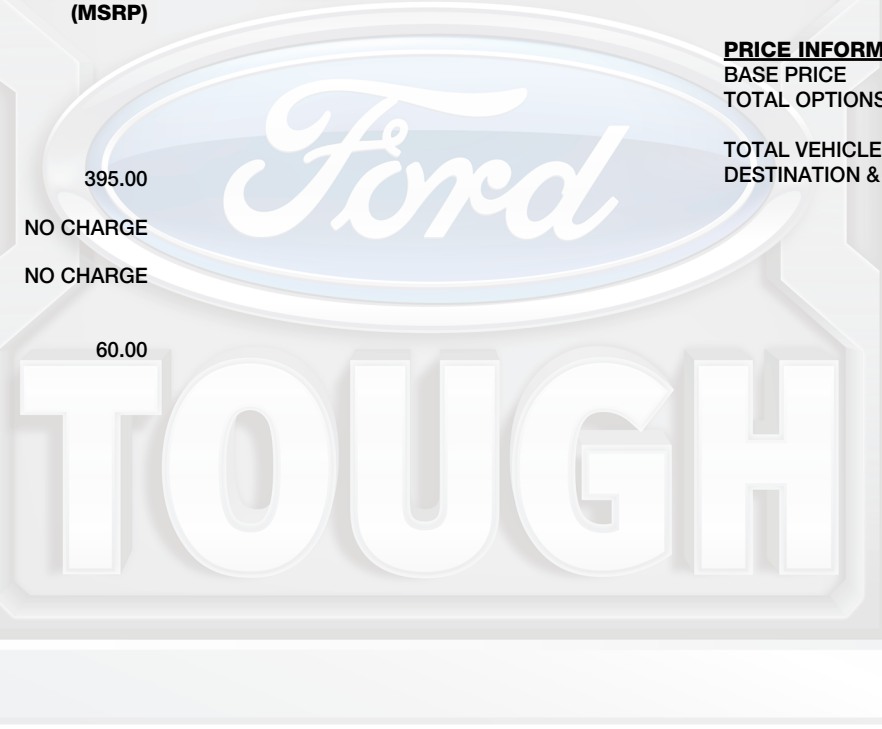 (MSRP)
395.00
NO CHARGE
NO CHARGE
60.00
PRICE INFORM
BASE PRICE
TOTAL OPTIONS
TOTAL VEHICLE
DESTINATION &
Ford
TOUGH